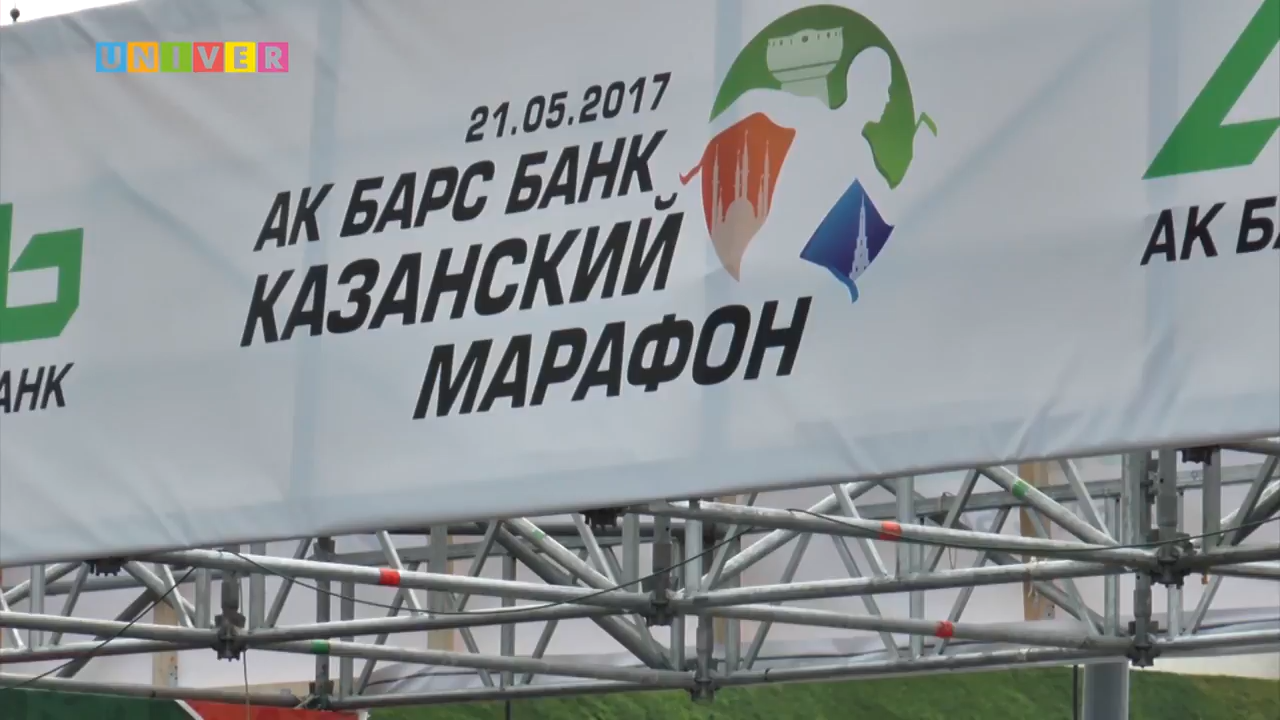 UNIVER
21.05.2017
АК БАРС БАНК
КАЗАНСКИЙ
МАРАФОН
АК БА
АНК